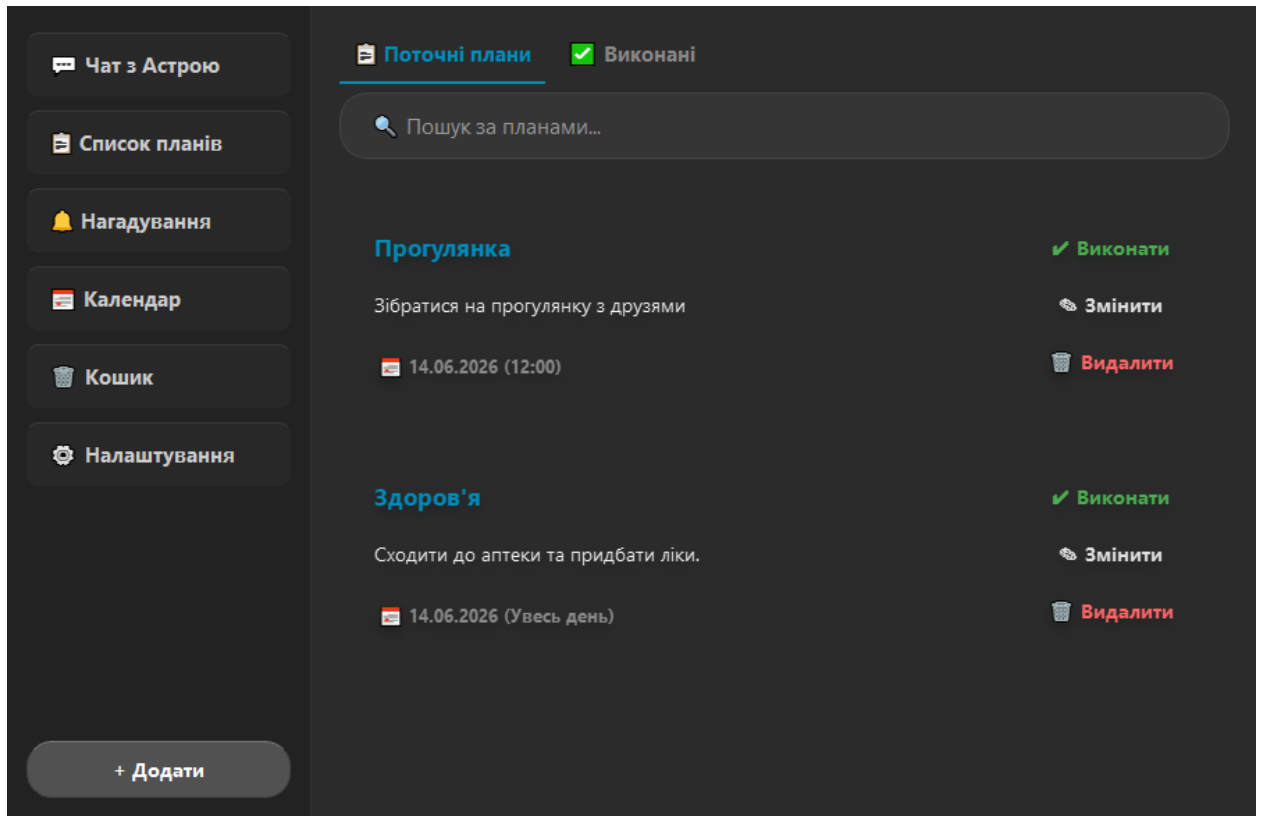 Чат з Астрою
Список планів
Нагадування
Календар
Кошик
Налаштування
+ Додати
Поточні плани
Виконані
Пошук за планами...
Прогулянка
Зібратися на прогулянку з друзями
14.06.2026 (12:00)
Виконати
Змінити
Видалити
Здоров'я
Сходити до аптеки та придбати ліки.
14.06.2026 (Увесь день)
Виконати
Змінити
Видалити